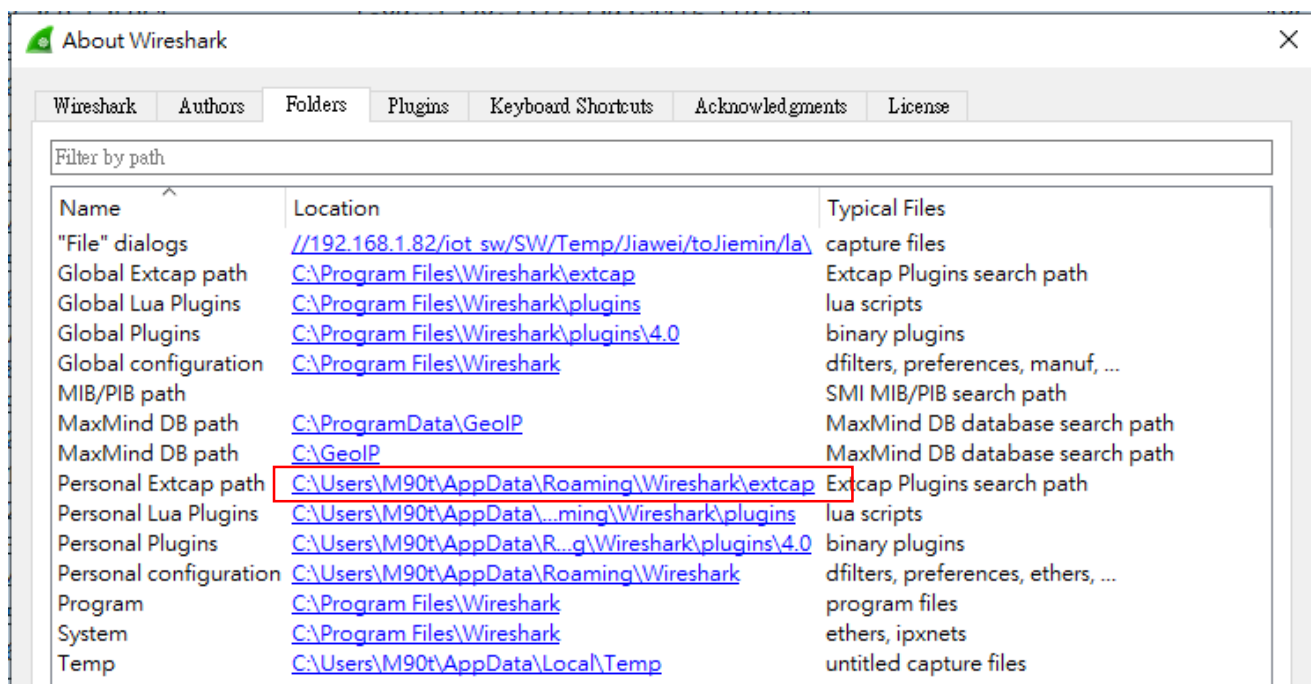 About Wireshark
Wireshark Authors Folders Plugins Keyboard Shortcuts Acknowledgments License
Filter by path
Name Location Typical Files
"File" dialogs //192.168.1.82/iot_sw/SW/Temp/Jiawei/toJiemin/la\ capture files
Global Extcap path C:\Program Files\Wireshark\extcap Extcap Plugins search path
Global Lua Plugins C:\Program Files\Wireshark\plugins lua scripts
Global Plugins C:\Program Files\Wireshark\plugins\4.0 binary plugins
Global configuration C:\Program Files\Wireshark dfilters, preferences, manuf, ...
MIB/PIB path SMI MIB/PIB search path
MaxMind DB path C:\ProgramData\GeoIP MaxMind DB database search path
MaxMind DB path C:\GeoIP MaxMind DB database search path
Personal Extcap path C:\Users\M90t\AppData\Roaming\Wireshark\extcap Extcap Plugins search path
Personal Lua Plugins C:\Users\M90t\AppData\...ming\Wireshark\plugins lua scripts
Personal Plugins C:\Users\M90t\AppData\R...g\Wireshark\plugins\4.0 binary plugins
Personal configuration C:\Users\M90t\AppData\Roaming\Wireshark dfilters, preferences, ethers, ...
Program C:\Program Files\Wireshark program files
System C:\Program Files\Wireshark ethers, ipxnets
Temp C:\Users\M90t\AppData\Local\Temp untitled capture files